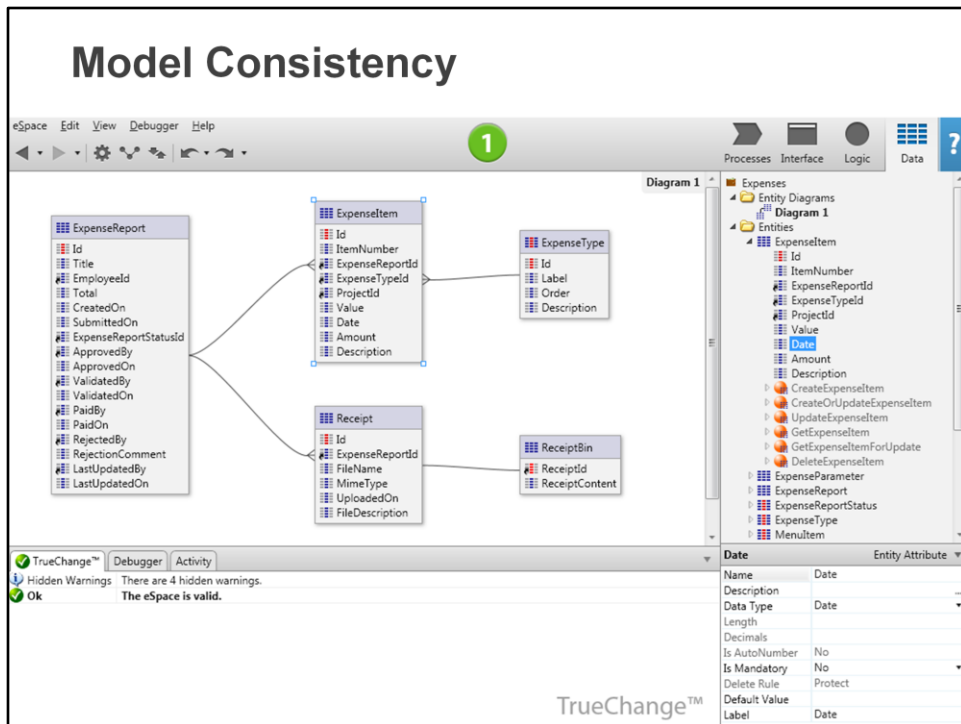 Model Consistency
eSpace Edit View Debugger Help
1
Processes Interface Logic Data
?
Diagram 1
ExpenseReport
Id
Title
EmployeeId
Total
CreatedOn
SubmittedOn
ExpenseReportStatusId
ApprovedBy
ApprovedOn
ValidatedBy
ValidatedOn
PaidBy
PaidOn
RejectedBy
RejectionComment
LastUpdatedBy
LastUpdatedOn
ExpenseItem
Id
ItemNumber
ExpenseReportId
ExpenseTypeId
ProjectId
Value
Date
Amount
Description
ExpenseType
Id
Label
Order
Description
Receipt
Id
ExpenseReportId
FileName
MimeType
UploadedOn
FileDescription
ReceiptBin
ReceiptId
ReceiptContent
Expenses
Entity Diagrams
Diagram 1
Entities
ExpenseItem
Id
ItemNumber
ExpenseReportId
ExpenseTypeId
ProjectId
Value
Date
Amount
Description
CreateExpenseItem
CreateOrUpdateExpenseItem
UpdateExpenseItem
GetExpenseItem
GetExpenseItemForUpdate
DeleteExpenseItem
ExpenseParameter
ExpenseReport
ExpenseReportStatus
ExpenseType
MenuItem
TrueChange™ Debugger Activity
Hidden Warnings There are 4 hidden warnings.
Ok The eSpace is valid.
Date Entity Attribute
Name Date
Description ...
Data Type Date
Length
Decimals
Is AutoNumber No
Is Mandatory No
Delete Rule Protect
Default Value
Label Date
TrueChange™